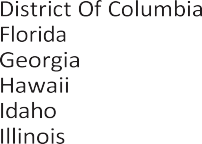 District Of Columbia
Florida
Georgia
Hawaii
Idaho
Illinois